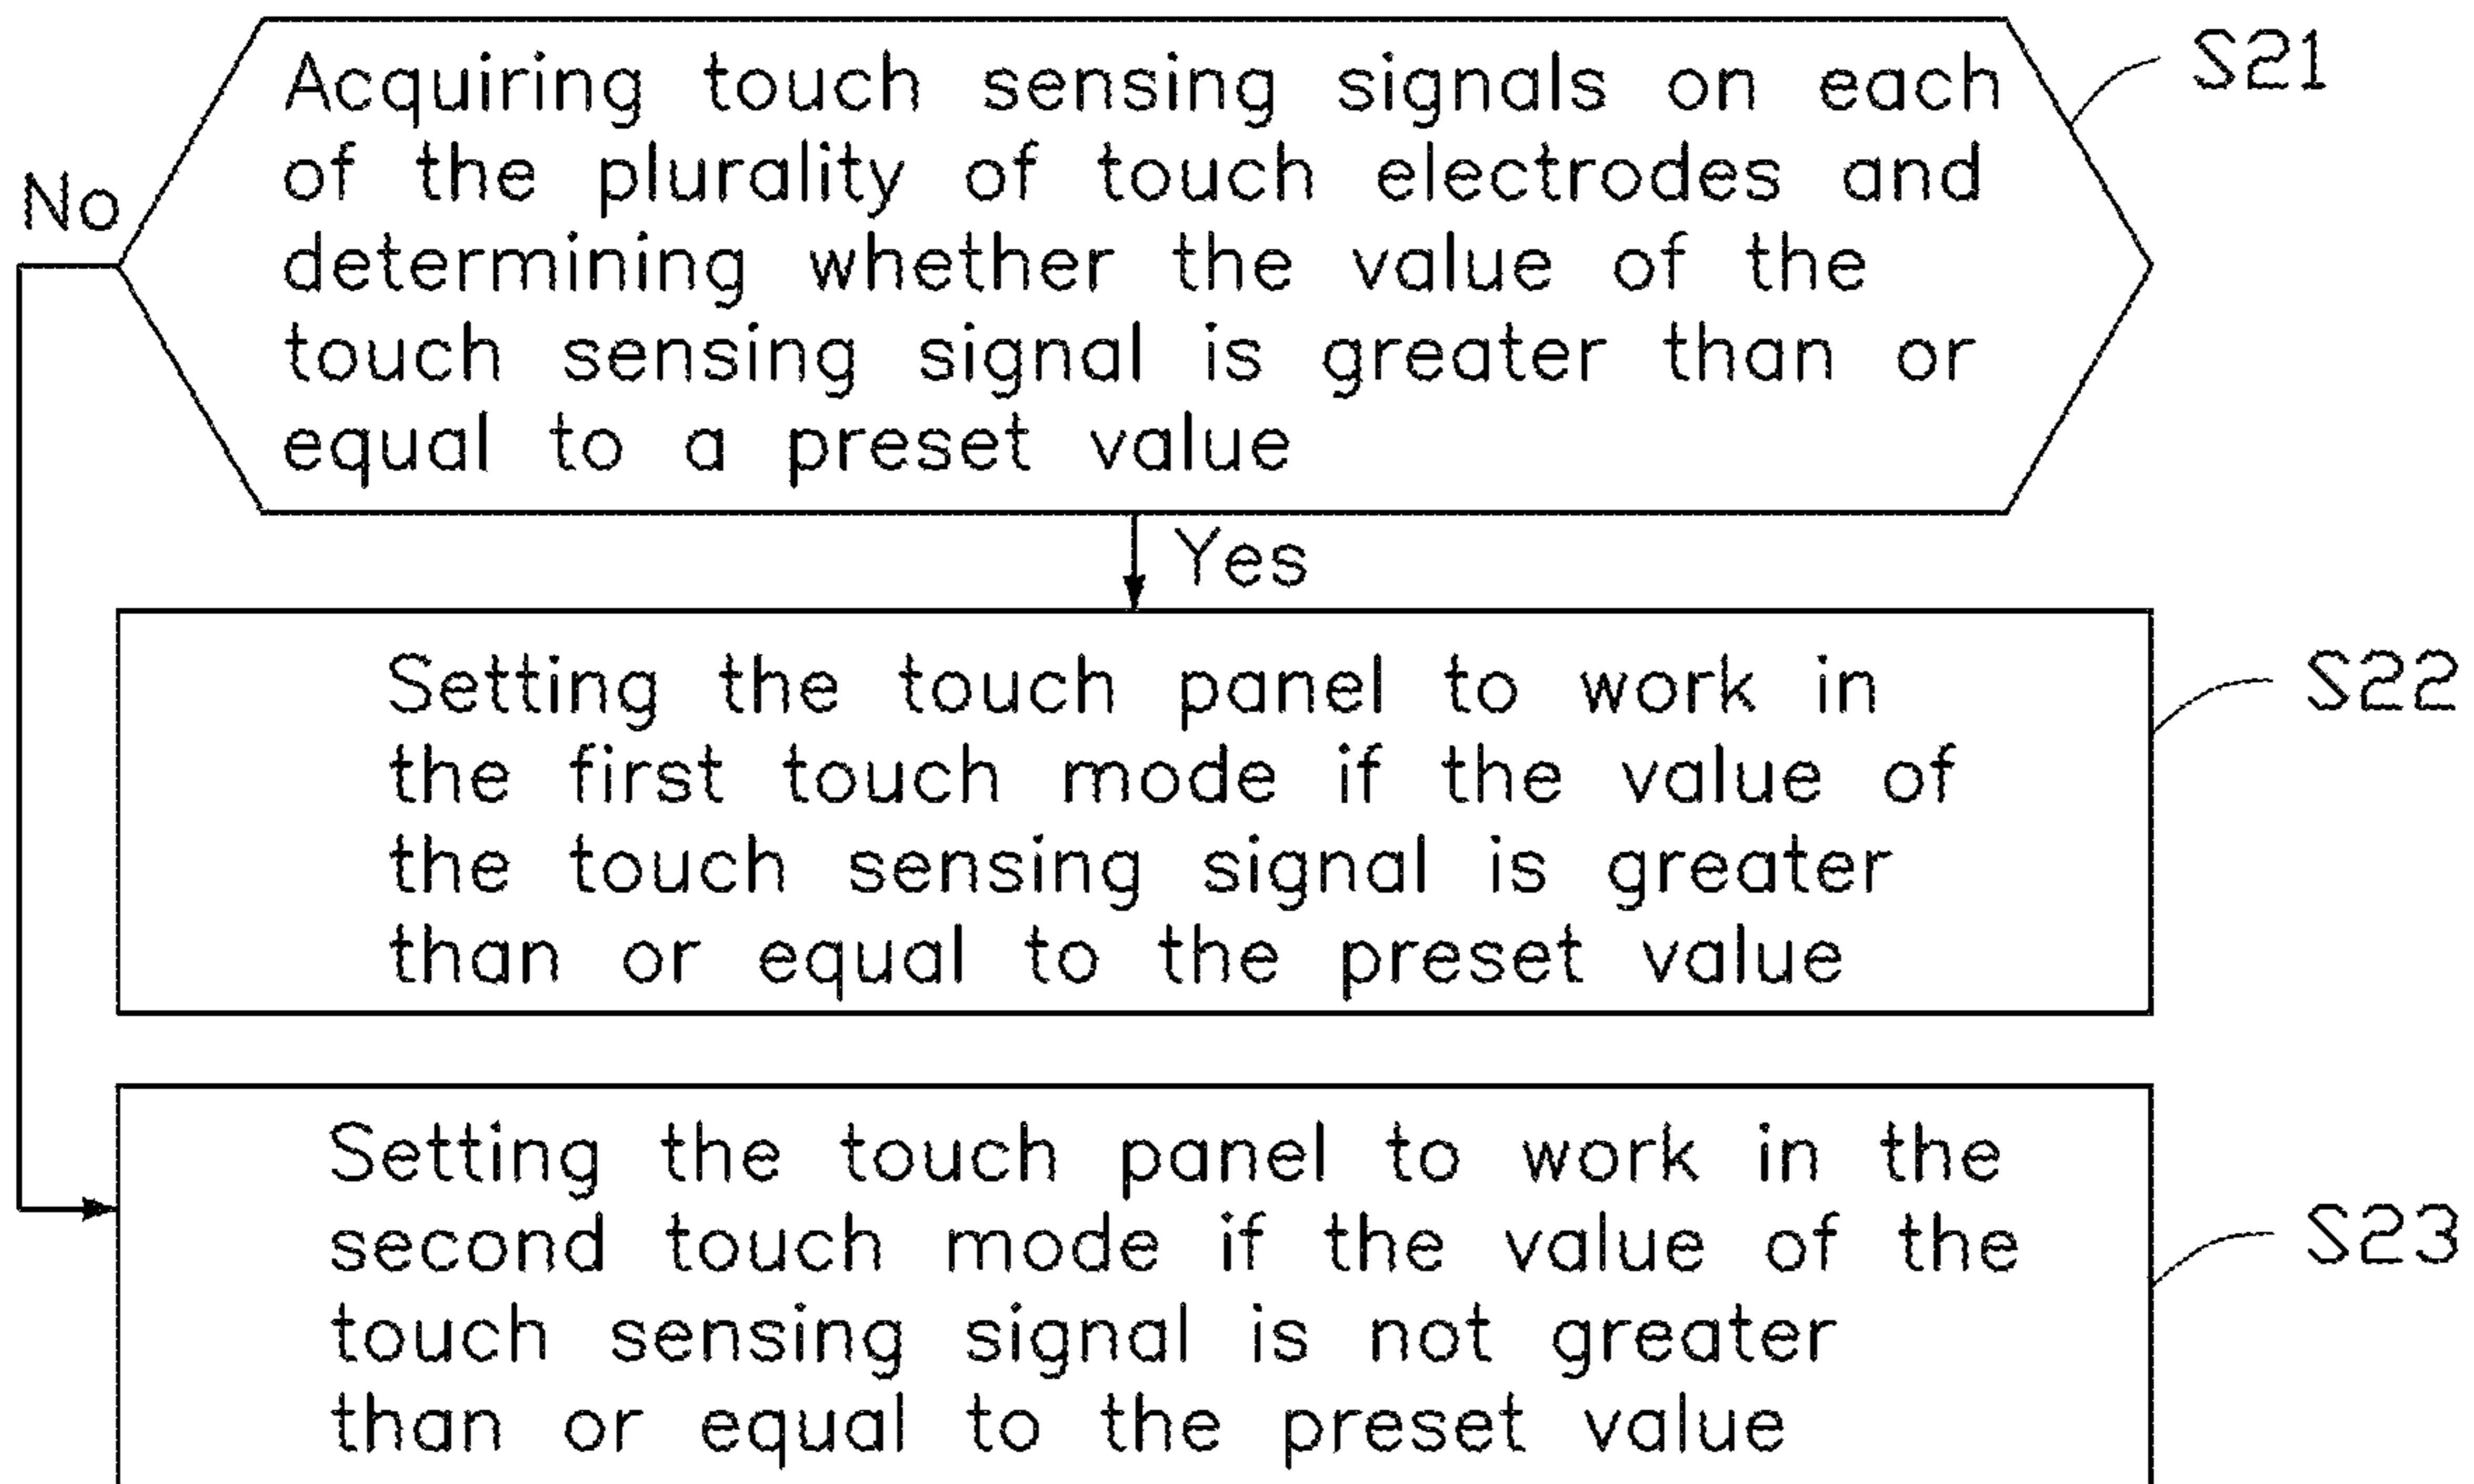 Acquiring touch sensing signals on each
of the plurality of touch electrodes and
determining whether the value of the
touch sensing signal is greater than or
equal to a preset value
S21
No
Yes
Setting the touch panel to work in
the first touch mode if the value of
the touch sensing signal is greater
than or equal to the preset value
S22
Setting the touch panel to work in the
second touch mode if the value of the
touch sensing signal is not greater
than or equal to the preset value
S23